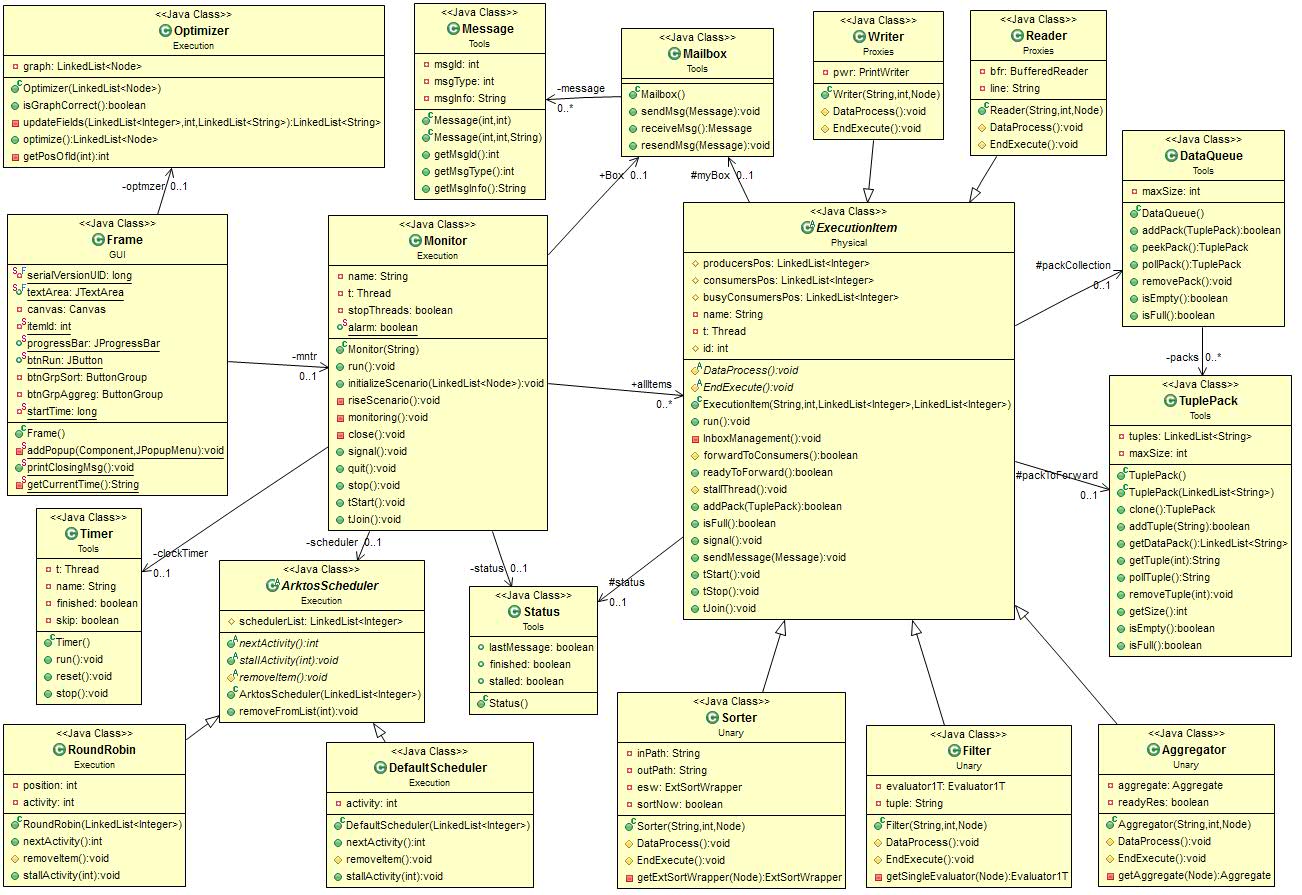 <<Java Class>>
Optimizer
Execution
graph: LinkedList<Node>
Optimizer(LinkedList<Node>)
isGraphCorrect():boolean
updateFields(LinkedList<Integer>,int,LinkedList<String>):LinkedList<String>
optimize():LinkedList<Node>
getPosOfId(int):int
<<Java Class>>
Message
Tools
msgId: int
msgType: int
msgInfo: String
Message(int,int)
Message(int,int,String)
getMsgId():int
getMsgType():int
getMsgInfo():String
-message
0..*
<<Java Class>>
Mailbox
Tools
Mailbox()
sendMsg(Message):void
receiveMsg():Message
resendMsg(Message):void
<<Java Class>>
Writer
Proxies
pwr: PrintWriter
Writer(String,int,Node)
DataProcess():void
EndExecute():void
<<Java Class>>
Reader
Proxies
bfr: BufferedReader
line: String
Reader(String,int,Node)
DataProcess():void
EndExecute():void
<<Java Class>>
DataQueue
Tools
maxSize: int
DataQueue()
addPack(TuplePack):boolean
peekPack():TuplePack
pollPack():TuplePack
removePack():void
isEmpty():boolean
isFull():boolean
-optmzer 0..1
+Box 0..1
#myBox 0..1
<<Java Class>>
Frame
GUI
serialVersionUID: long
textArea: JTextArea
canvas: Canvas
itemId: int
progressBar: JProgressBar
btnRun: JButton
btnGrpSort: ButtonGroup
btnGrpAggreg: ButtonGroup
startTime: long
Frame()
addPopup(Component,JPopupMenu):void
printClosingMsg():void
getCurrentTime():String
-mntr
0..1
<<Java Class>>
Monitor
Execution
name: String
t: Thread
stopThreads: boolean
alarm: boolean
Monitor(String)
run():void
initializeScenario(LinkedList<Node>):void
riseScenario():void
monitoring():void
close():void
signal():void
quit():void
stop():void
tStart():void
tJoin():void
+allItems
0..*
<<Java Class>>
ExecutionItem
Physical
producersPos: LinkedList<Integer>
consumersPos: LinkedList<Integer>
busyConsumersPos: LinkedList<Integer>
name: String
t: Thread
id: int
DataProcess():void
EndExecute():void
ExecutionItem(String,int,LinkedList<Integer>,LinkedList<Integer>)
run():void
InboxManagement():void
forwardToConsumers():boolean
readyToForward():boolean
stallThread():void
addPack(TuplePack):boolean
isFull():boolean
signal():void
sendMessage(Message):void
tStart():void
tStop():void
tJoin():void
#packCollection
0..1
-packs 0..*
<<Java Class>>
TuplePack
Tools
tuples: LinkedList<String>
maxSize: int
TuplePack()
TuplePack(LinkedList<String>)
clone():TuplePack
addTuple(String):boolean
getDataPack():LinkedList<String>
getTuple(int):String
pollTuple():String
removeTuple(int):void
getSize():int
isEmpty():boolean
isFull():boolean
#packToForward
0..1
<<Java Class>>
Timer
Tools
t: Thread
name: String
finished: boolean
skip: boolean
Timer()
run():void
reset():void
stop():void
-clockTimer
0..1
-scheduler 0..1
-status 0..1
#status
0..1
<<Java Class>>
ArktosScheduler
Execution
schedulerList: LinkedList<Integer>
nextActivity():int
stallActivity(int):void
removeItem():void
ArktosScheduler(LinkedList<Integer>)
removeFromList(int):void
<<Java Class>>
Status
Tools
lastMessage: boolean
finished: boolean
stalled: boolean
Status()
<<Java Class>>
RoundRobin
Execution
position: int
activity: int
RoundRobin(LinkedList<Integer>)
nextActivity():int
removeItem():void
stallActivity(int):void
<<Java Class>>
DefaultScheduler
Execution
activity: int
DefaultScheduler(LinkedList<Integer>)
nextActivity():int
removeItem():void
stallActivity(int):void
<<Java Class>>
Sorter
Unary
inPath: String
outPath: String
esw: ExtSortWrapper
sortNow: boolean
Sorter(String,int,Node)
DataProcess():void
EndExecute():void
getExtSortWrapper(Node):ExtSortWrapper
<<Java Class>>
Filter
Unary
evaluator1T: Evaluator1T
tuple: String
Filter(String,int,Node)
DataProcess():void
EndExecute():void
getSingleEvaluator(Node):Evaluator1T
<<Java Class>>
Aggregator
Unary
aggregate: Aggregate
readyRes: boolean
Aggregator(String,int,Node)
DataProcess():void
EndExecute():void
getAggregate(Node):Aggregate